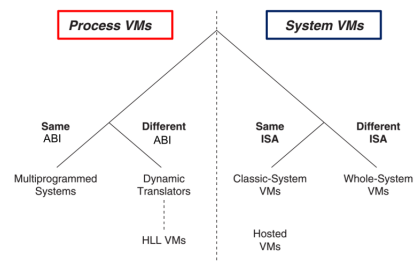 Process VMs
System VMs
Same
ABI
Different
ABI
Same
ISA
Different
ISA
Multiprogrammed
Systems
Dynamic
Translators
Classic-System
VMs
Whole-System
VMs
HLL VMs
Hosted
VMs